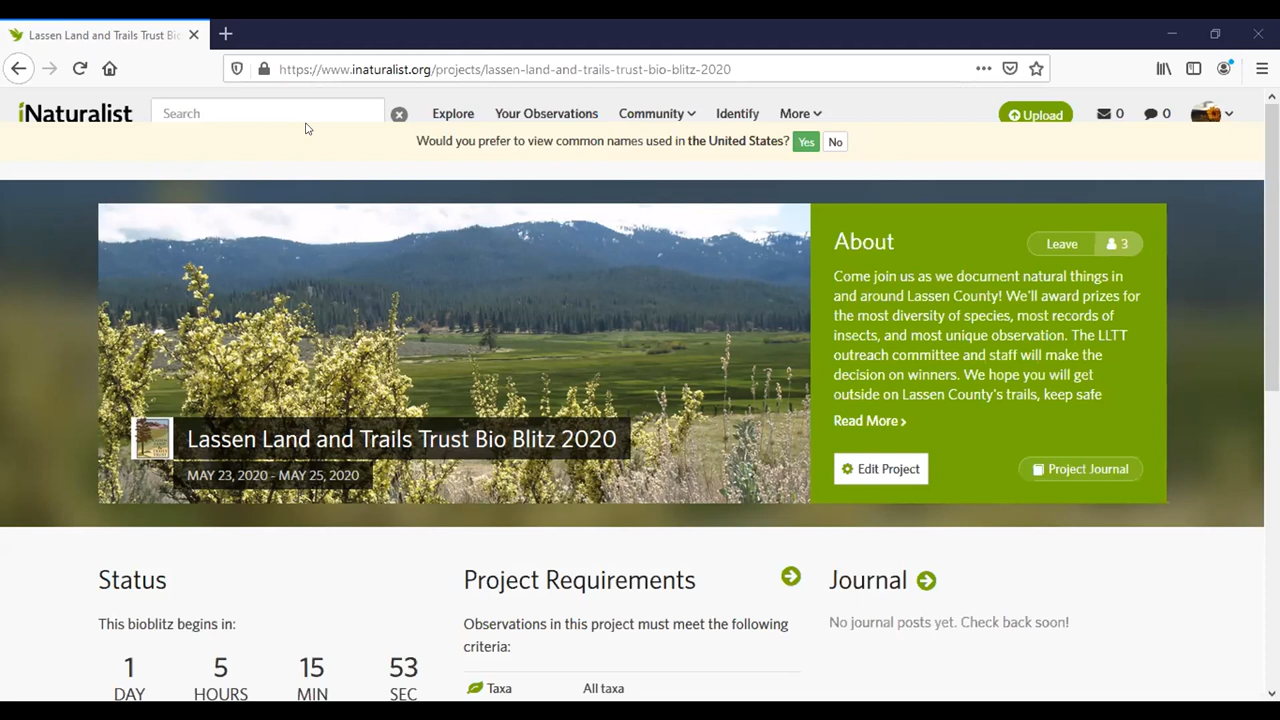 Lassen Land and Trails Trust Bio
https://www.inaturalist.org/projects/lassen-land-and-trails-trust-bio-blitz-2020
iNaturalist Search Explore Your Observations Community Identify More Upload 0 0
Would you prefer to view common names used in the United States? Yes No
About
Leave 3
Come join us as we document natural things in
and around Lassen County! We'll award prizes for
the most diversity of species, most records of
insects, and most unique observation. The LLTT
outreach committee and staff will make the
decision on winners. We hope you will get
outside on Lassen County's trails, keep safe
Read More
Edit Project
Project Journal
Lassen Land and Trails Trust Bio Blitz 2020
MAY 23, 2020 - MAY 25, 2020
Status
This bioblitz begins in:
1 5 15 53
DAY HOURS MIN SEC
Project Requirements
Observations in this project must meet the following
criteria:
Taxa All taxa
Journal
No journal posts yet. Check back soon!